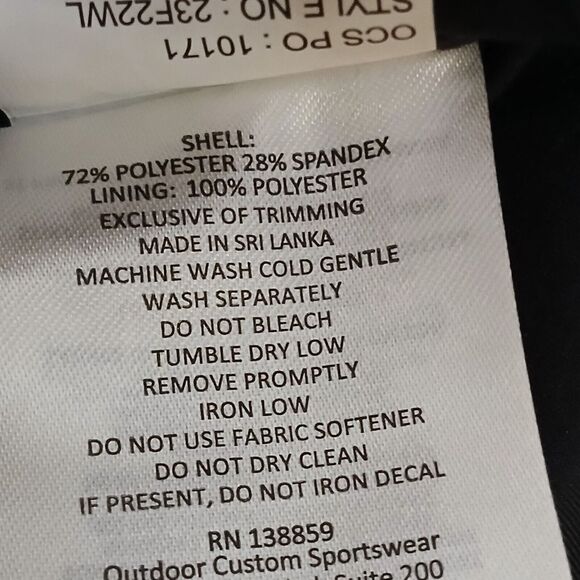 STYLE NO : 23F22WL
OCS PO : 10171
SHELL:
72% POLYESTER 28% SPANDEX
LINING: 100% POLYESTER
EXCLUSIVE OF TRIMMING
MADE IN SRI LANKA
MACHINE WASH COLD GENTLE
WASH SEPARATELY
DO NOT BLEACH
TUMBLE DRY LOW
REMOVE PROMPTLY
IRON LOW
DO NOT USE FABRIC SOFTENER
DO NOT DRY CLEAN
IF PRESENT, DO NOT IRON DECAL
RN 138859
Outdoor Custom Sportswear
Suite 200